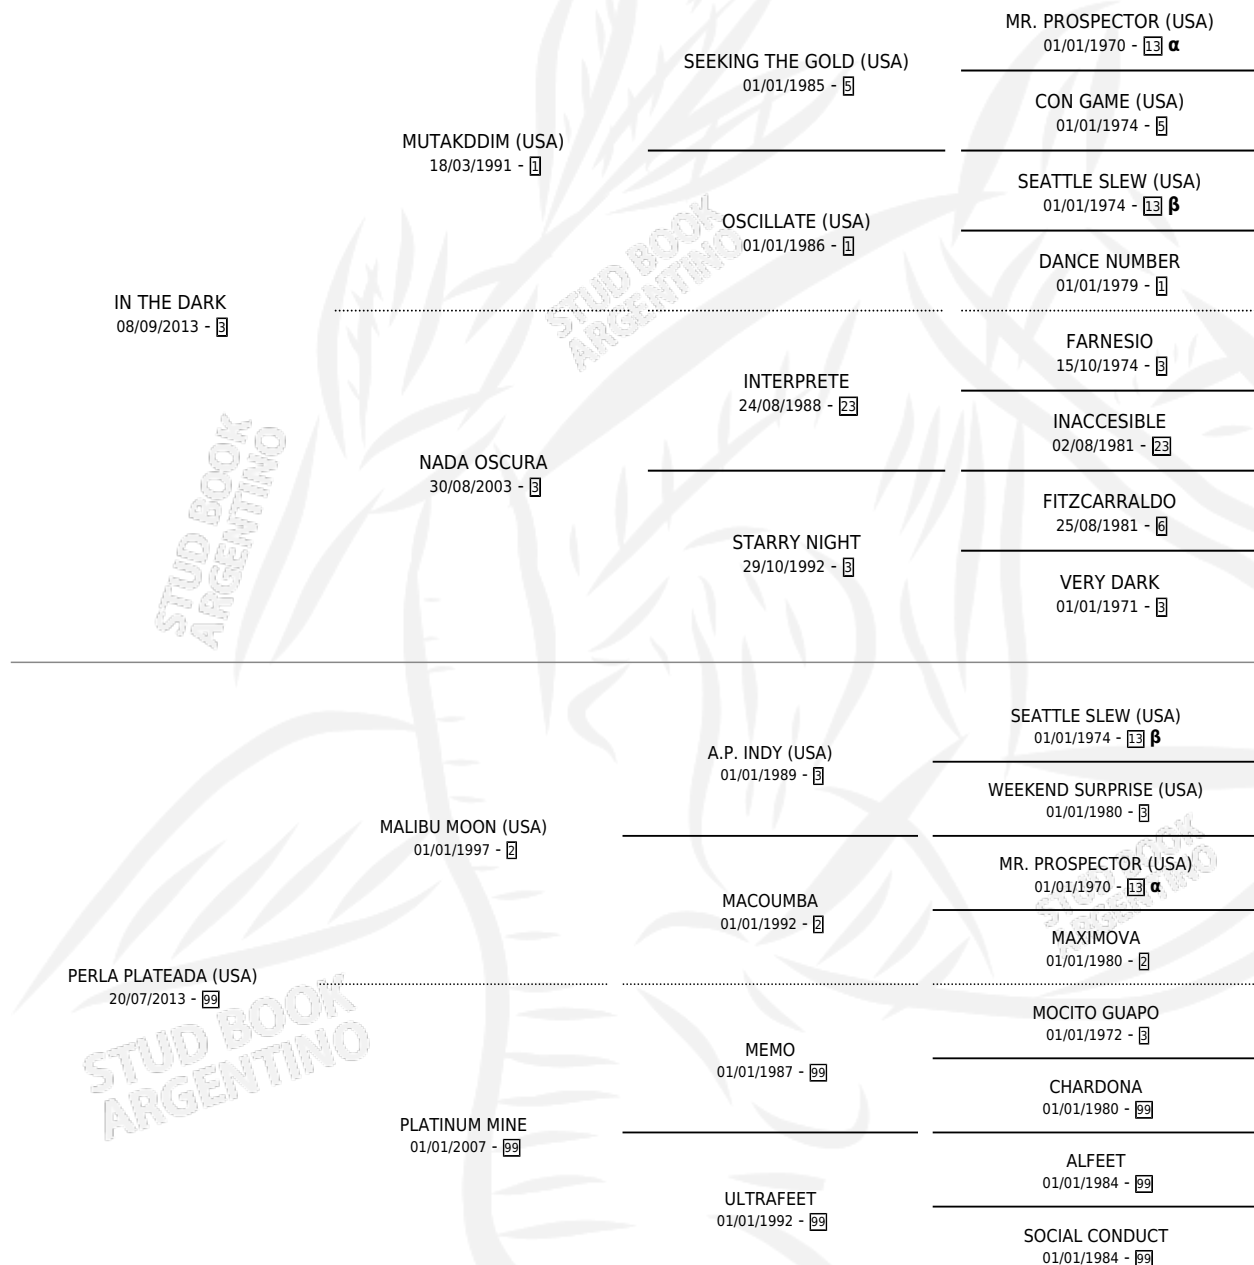 MR. PROSPECTOR (USA)
01/01/1970 - 13 α
SEEKING THE GOLD (USA)
01/01/1985 - 5
CON GAME (USA)
01/01/1974 - 5
MUTAKDDIM (USA)
18/03/1991 - 1
SEATTLE SLEW (USA)
01/01/1974 - 13 β
OSCILLATE (USA)
01/01/1986 - 1
DANCE NUMBER
01/01/1979 - 1
IN THE DARK
08/09/2013 - 3
FARNESIO
15/10/1974 - 3
INTERPRETE
24/08/1988 - 23
INACCESIBLE
02/08/1981 - 23
NADA OSCURA
30/08/2003 - 3
FITZCARRALDO
25/08/1981 - 6
STARRY NIGHT
29/10/1992 - 3
VERY DARK
01/01/1971 - 3
SEATTLE SLEW (USA)
01/01/1974 - 13 β
A.P. INDY (USA)
01/01/1989 - 3
WEEKEND SURPRISE (USA)
01/01/1980 - 3
MALIBU MOON (USA)
01/01/1997 - 2
MR. PROSPECTOR (USA)
01/01/1970 - 13 α
MACOUMBA
01/01/1992 - 2
MAXIMOVA
01/01/1980 - 2
PERLA PLATEADA (USA)
20/07/2013 - 99
MOCITO GUAPO
01/01/1972 - 3
MEMO
01/01/1987 - 99
CHARDONA
01/01/1980 - 99
PLATINUM MINE
01/01/2007 - 99
ALFEET
01/01/1984 - 99
ULTRAFEET
01/01/1992 - 99
SOCIAL CONDUCT
01/01/1984 - 99
STUD BOOK
ARGENTINO
STUD BOOK
ARGENTINO
STUD BOOK
ARGENTINO
STUD BOOK
ARGENTINO